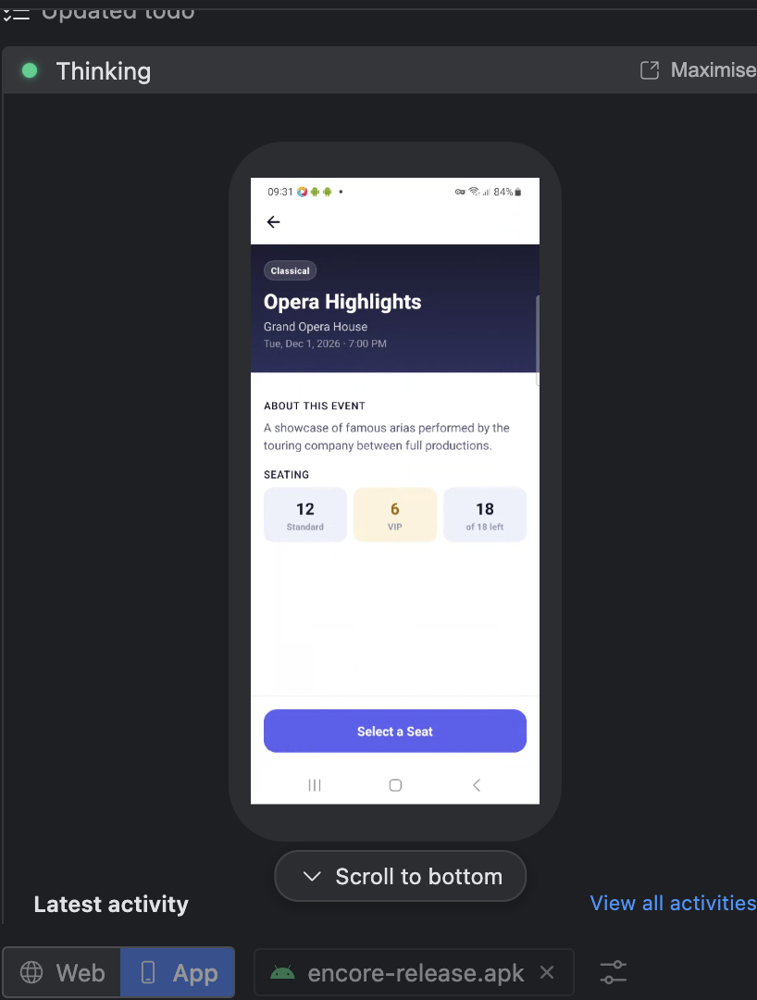 Updated todo
Thinking
Maximise
09:31 84%
Classical
Opera Highlights
Grand Opera House
Tue, Dec 1, 2026 · 7:00 PM
ABOUT THIS EVENT
A showcase of famous arias performed by the
touring company between full productions.
SEATING
12 6 18
Standard VIP of 18 left
Select a Seat
Scroll to bottom
Latest activity View all activities
Web App encore-release.apk